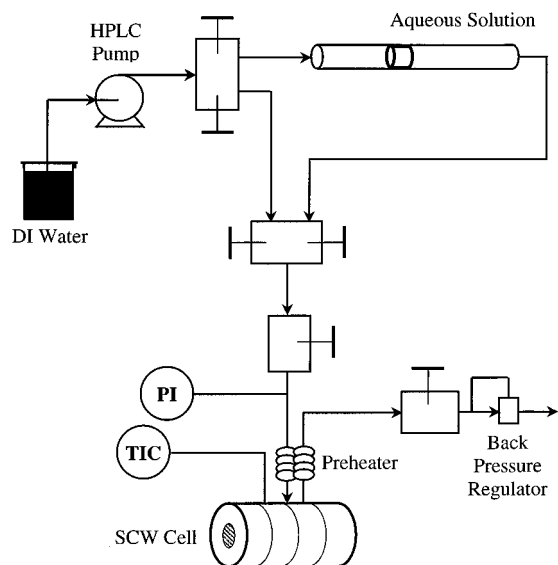 HPLC
Pump
Aqueous Solution
DI Water
PI
TIC
Preheater
Back
Pressure
Regulator
SCW Cell